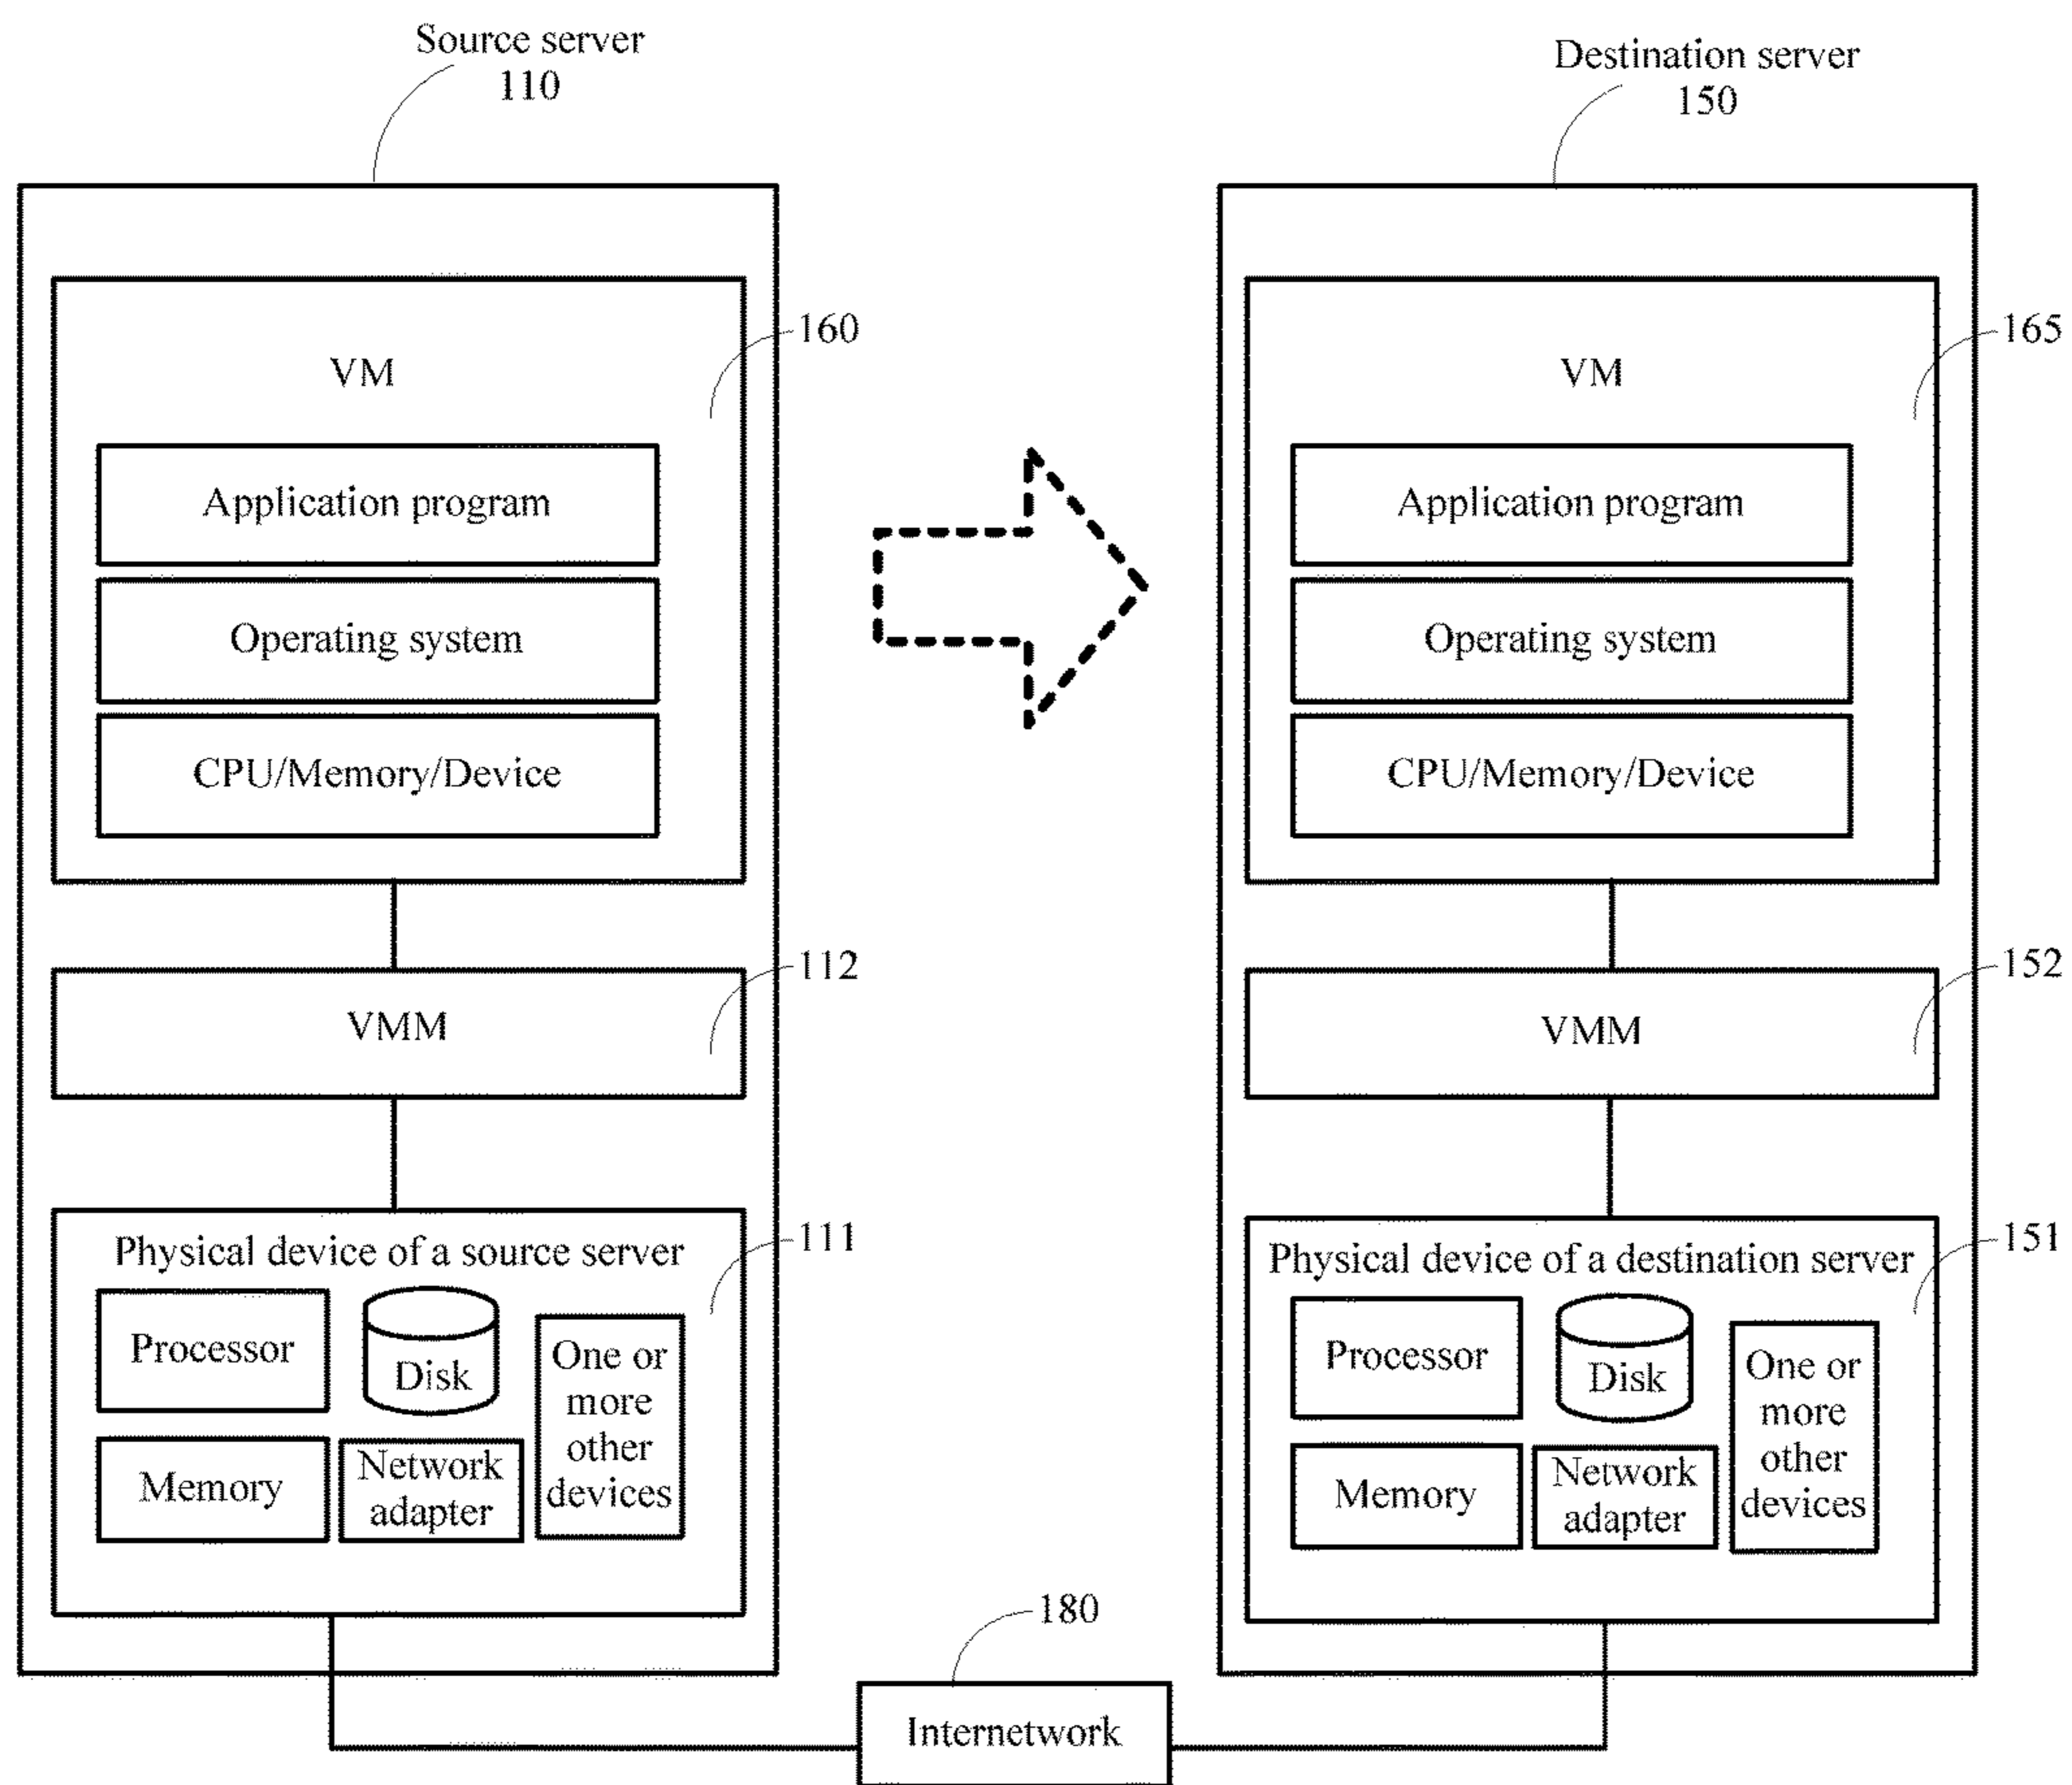 Source server
110
Destination server
150
160
VM
Application program
Operating system
CPU/Memory/Device
112
VMM
111
Physical device of a source server
Processor
Disk
One or
more
other
devices
Memory
Network
adapter
165
VM
Application program
Operating system
CPU/Memory/Device
152
VMM
151
Physical device of a destination server
Processor
Disk
One or
more
other
devices
Memory
Network
adapter
180
Internetwork